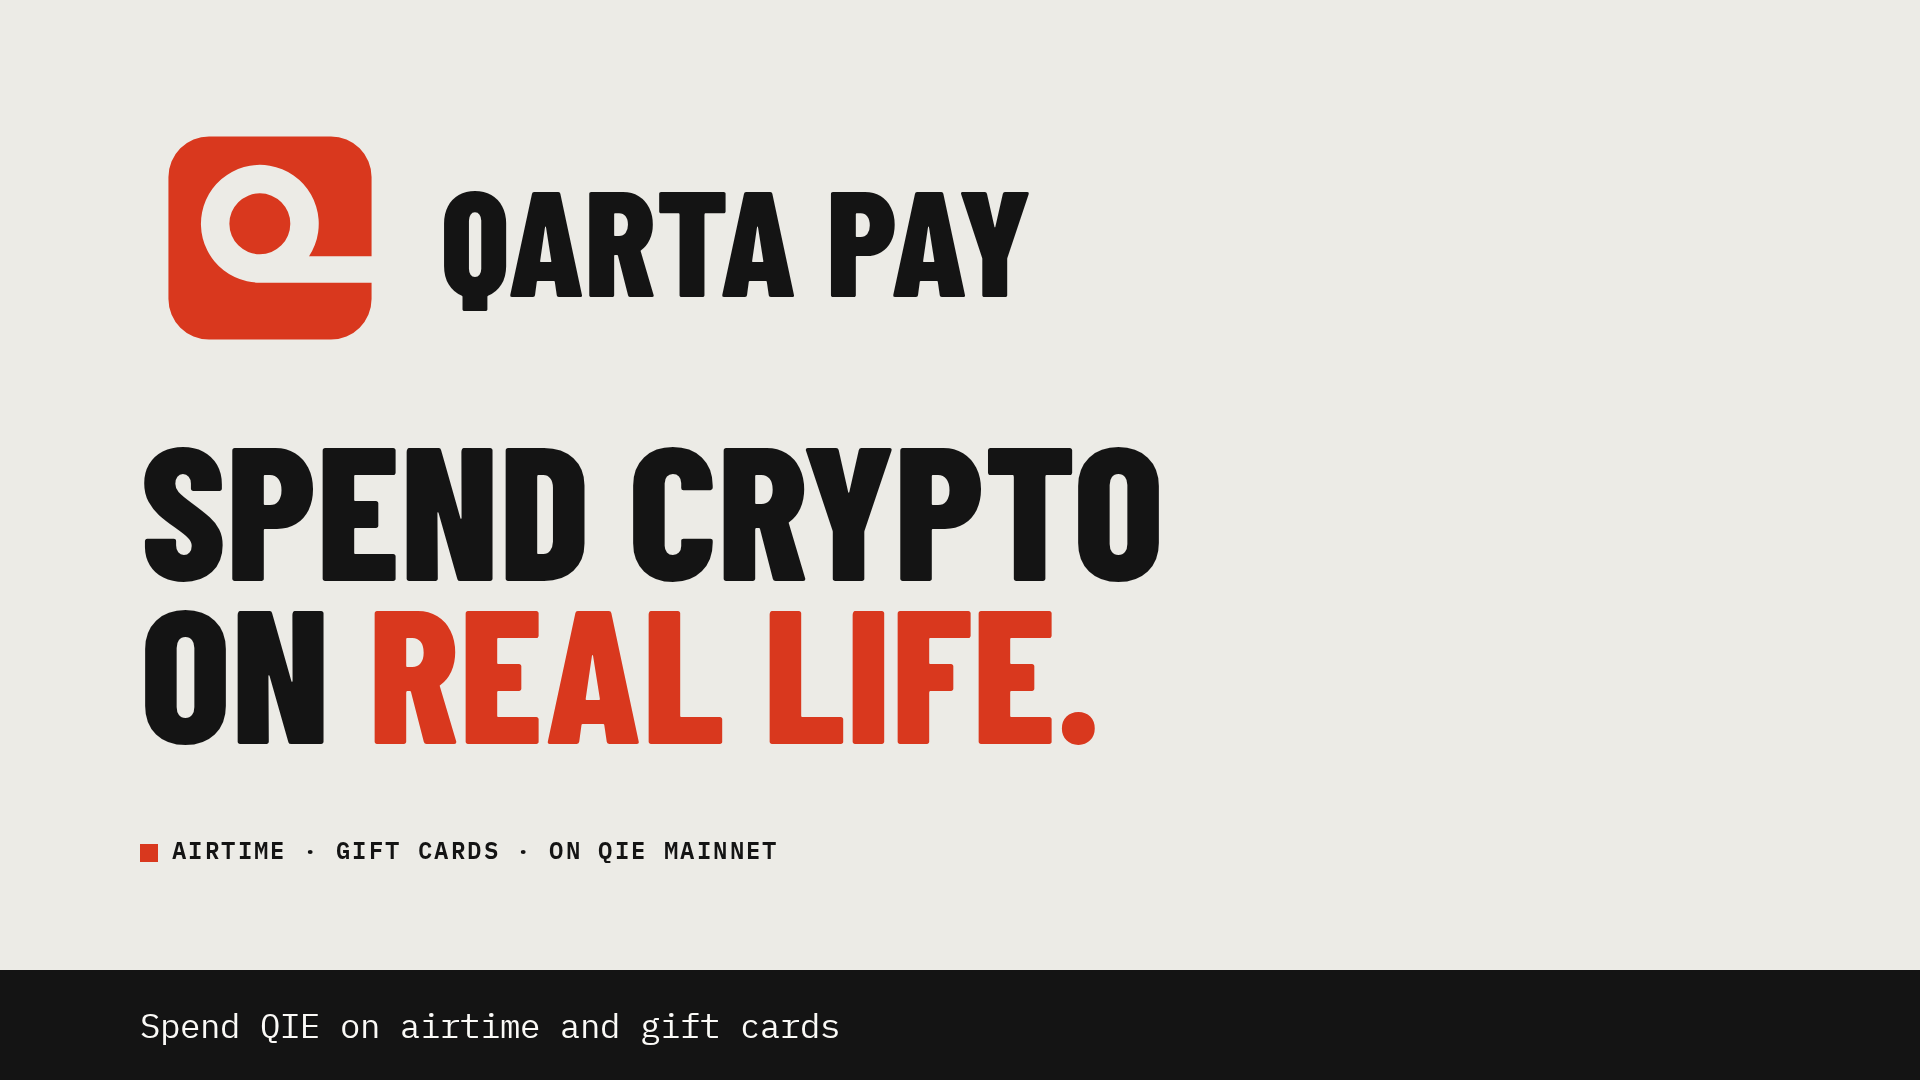 QARTA PAY
SPEND CRYPTO
ON REAL LIFE.
AIRTIME · GIFT CARDS · ON QIE MAINNET
Spend QIE on airtime and gift cards